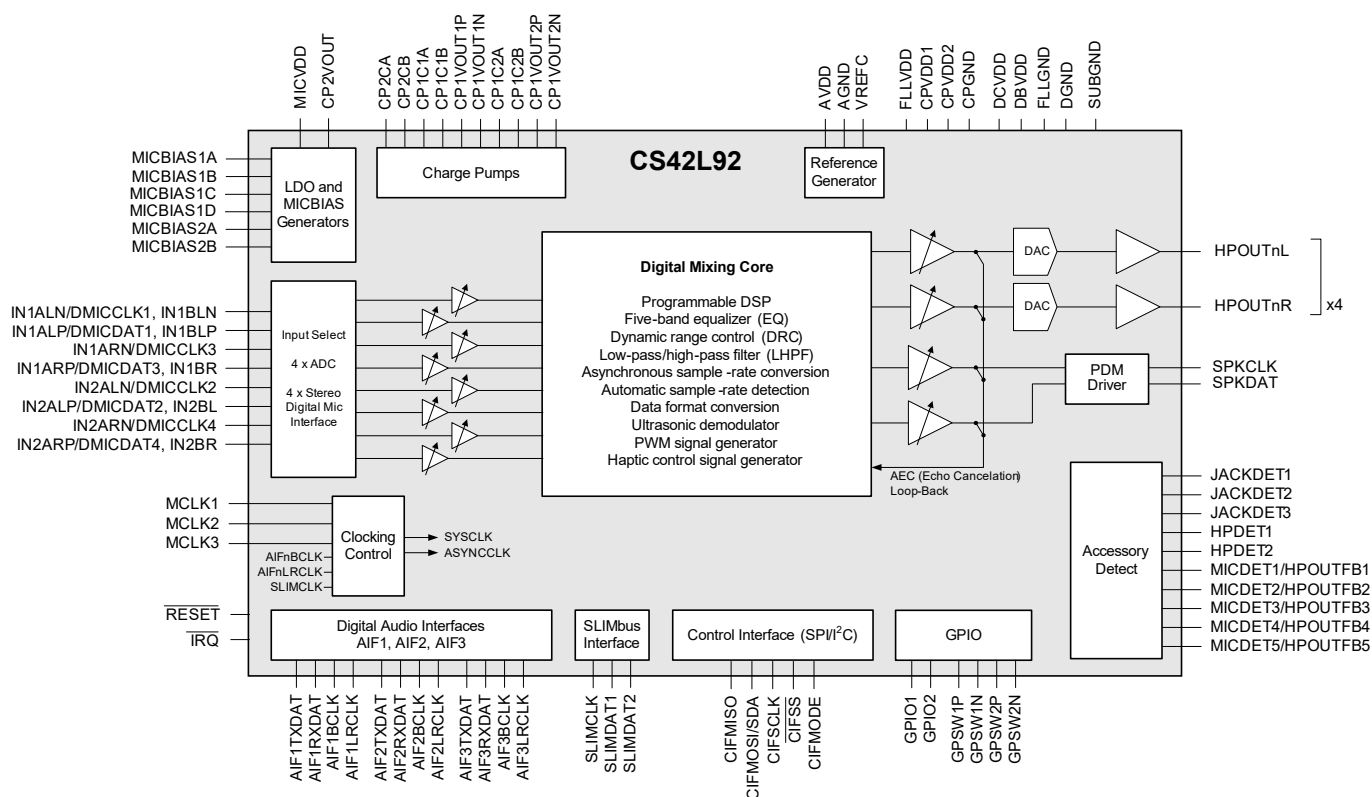 MICVDD
CP2VOUT
CP2CA
CP2CB
CP1C1A
CP1C1B
CP1VOUT1P
CP1VOUT1N
CP1C2A
CP1C2B
CP1VOUT2P
CP1VOUT2N
AVDD
AGND
VREFC
FLLVDD
CPVDD1
CPVDD2
CPGND
DCVDD
DBVDD
FLLGND
DGND
SUBGND
CS42L92
MICBIAS1A
MICBIAS1B
MICBIAS1C
MICBIAS1D
MICBIAS2A
MICBIAS2B
LDO and
MICBIAS
Generators
Charge Pumps
Reference
Generator
Digital Mixing Core
Programmable DSP
Five-band equalizer (EQ)
Dynamic range control (DRC)
Low-pass/high-pass filter (LHPF)
Asynchronous sample -rate conversion
Automatic sample -rate detection
Data format conversion
Ultrasonic demodulator
PWM signal generator
Haptic control signal generator
DAC
HPOUTnL
DAC
HPOUTnR
x4
IN1ALN/DMICCLK1, IN1BLN
IN1ALP/DMICDAT1, IN1BLP
IN1ARN/DMICCLK3
IN1ARP/DMICDAT3, IN1BR
IN2ALN/DMICCLK2
IN2ALP/DMICDAT2, IN2BL
IN2ARN/DMICCLK4
IN2ARP/DMICDAT4, IN2BR
Input Select
4 x ADC
4 x Stereo
Digital Mic
Interface
PDM
Driver
SPKCLK
SPKDAT
AEC (Echo Cancelation)
Loop-Back
MCLK1
MCLK2
MCLK3
AIFnBCLK
AIFnLRCLK
SLIMCLK
Clocking
Control
SYSCLK
ASYNCCLK
Accessory
Detect
JACKDET1
JACKDET2
JACKDET3
HPDET1
HPDET2
MICDET1/HPOUTFB1
MICDET2/HPOUTFB2
MICDET3/HPOUTFB3
MICDET4/HPOUTFB4
MICDET5/HPOUTFB5
RESET
IRQ
Digital Audio Interfaces
AIF1, AIF2, AIF3
SLIMbus
Interface
Control Interface (SPI/I²C)
GPIO
AIF1TXDAT
AIF1RXDAT
AIF1BCLK
AIF1LRCLK
AIF2TXDAT
AIF2RXDAT
AIF2BCLK
AIF2LRCLK
AIF3TXDAT
AIF3RXDAT
AIF3BCLK
AIF3LRCLK
SLIMCLK
SLIMDAT1
SLIMDAT2
CIFMISO
CIFMOSI/SDA
CIFSCLK
CIFSS
CIFMODE
GPIO1
GPIO2
GPSW1P
GPSW1N
GPSW2P
GPSW2N